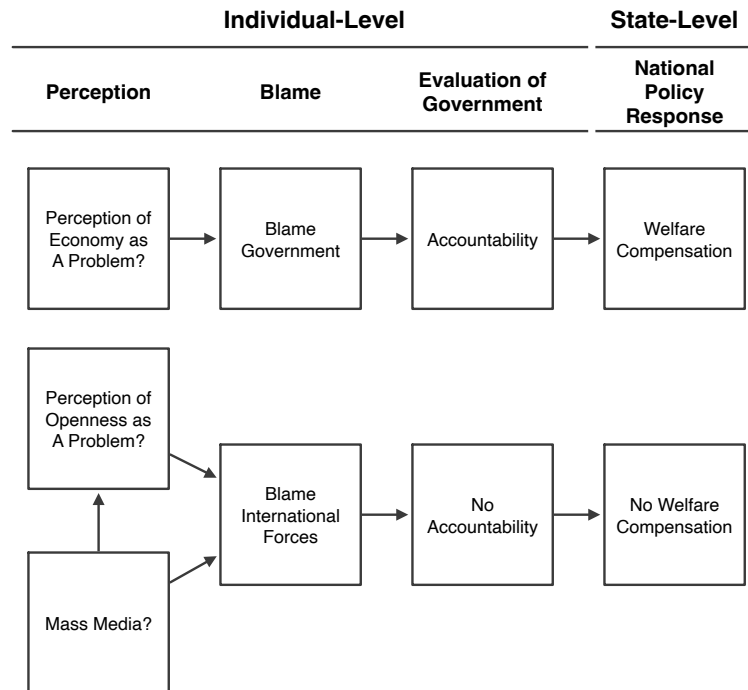 Individual-Level
State-Level
Perception
Blame
Evaluation of
Government
National
Policy
Response
Perception of
Economy as
A Problem?
Blame
Government
Accountability
Welfare
Compensation
Perception of
Openness as
A Problem?
Blame
International
Forces
No
Accountability
No Welfare
Compensation
Mass Media?